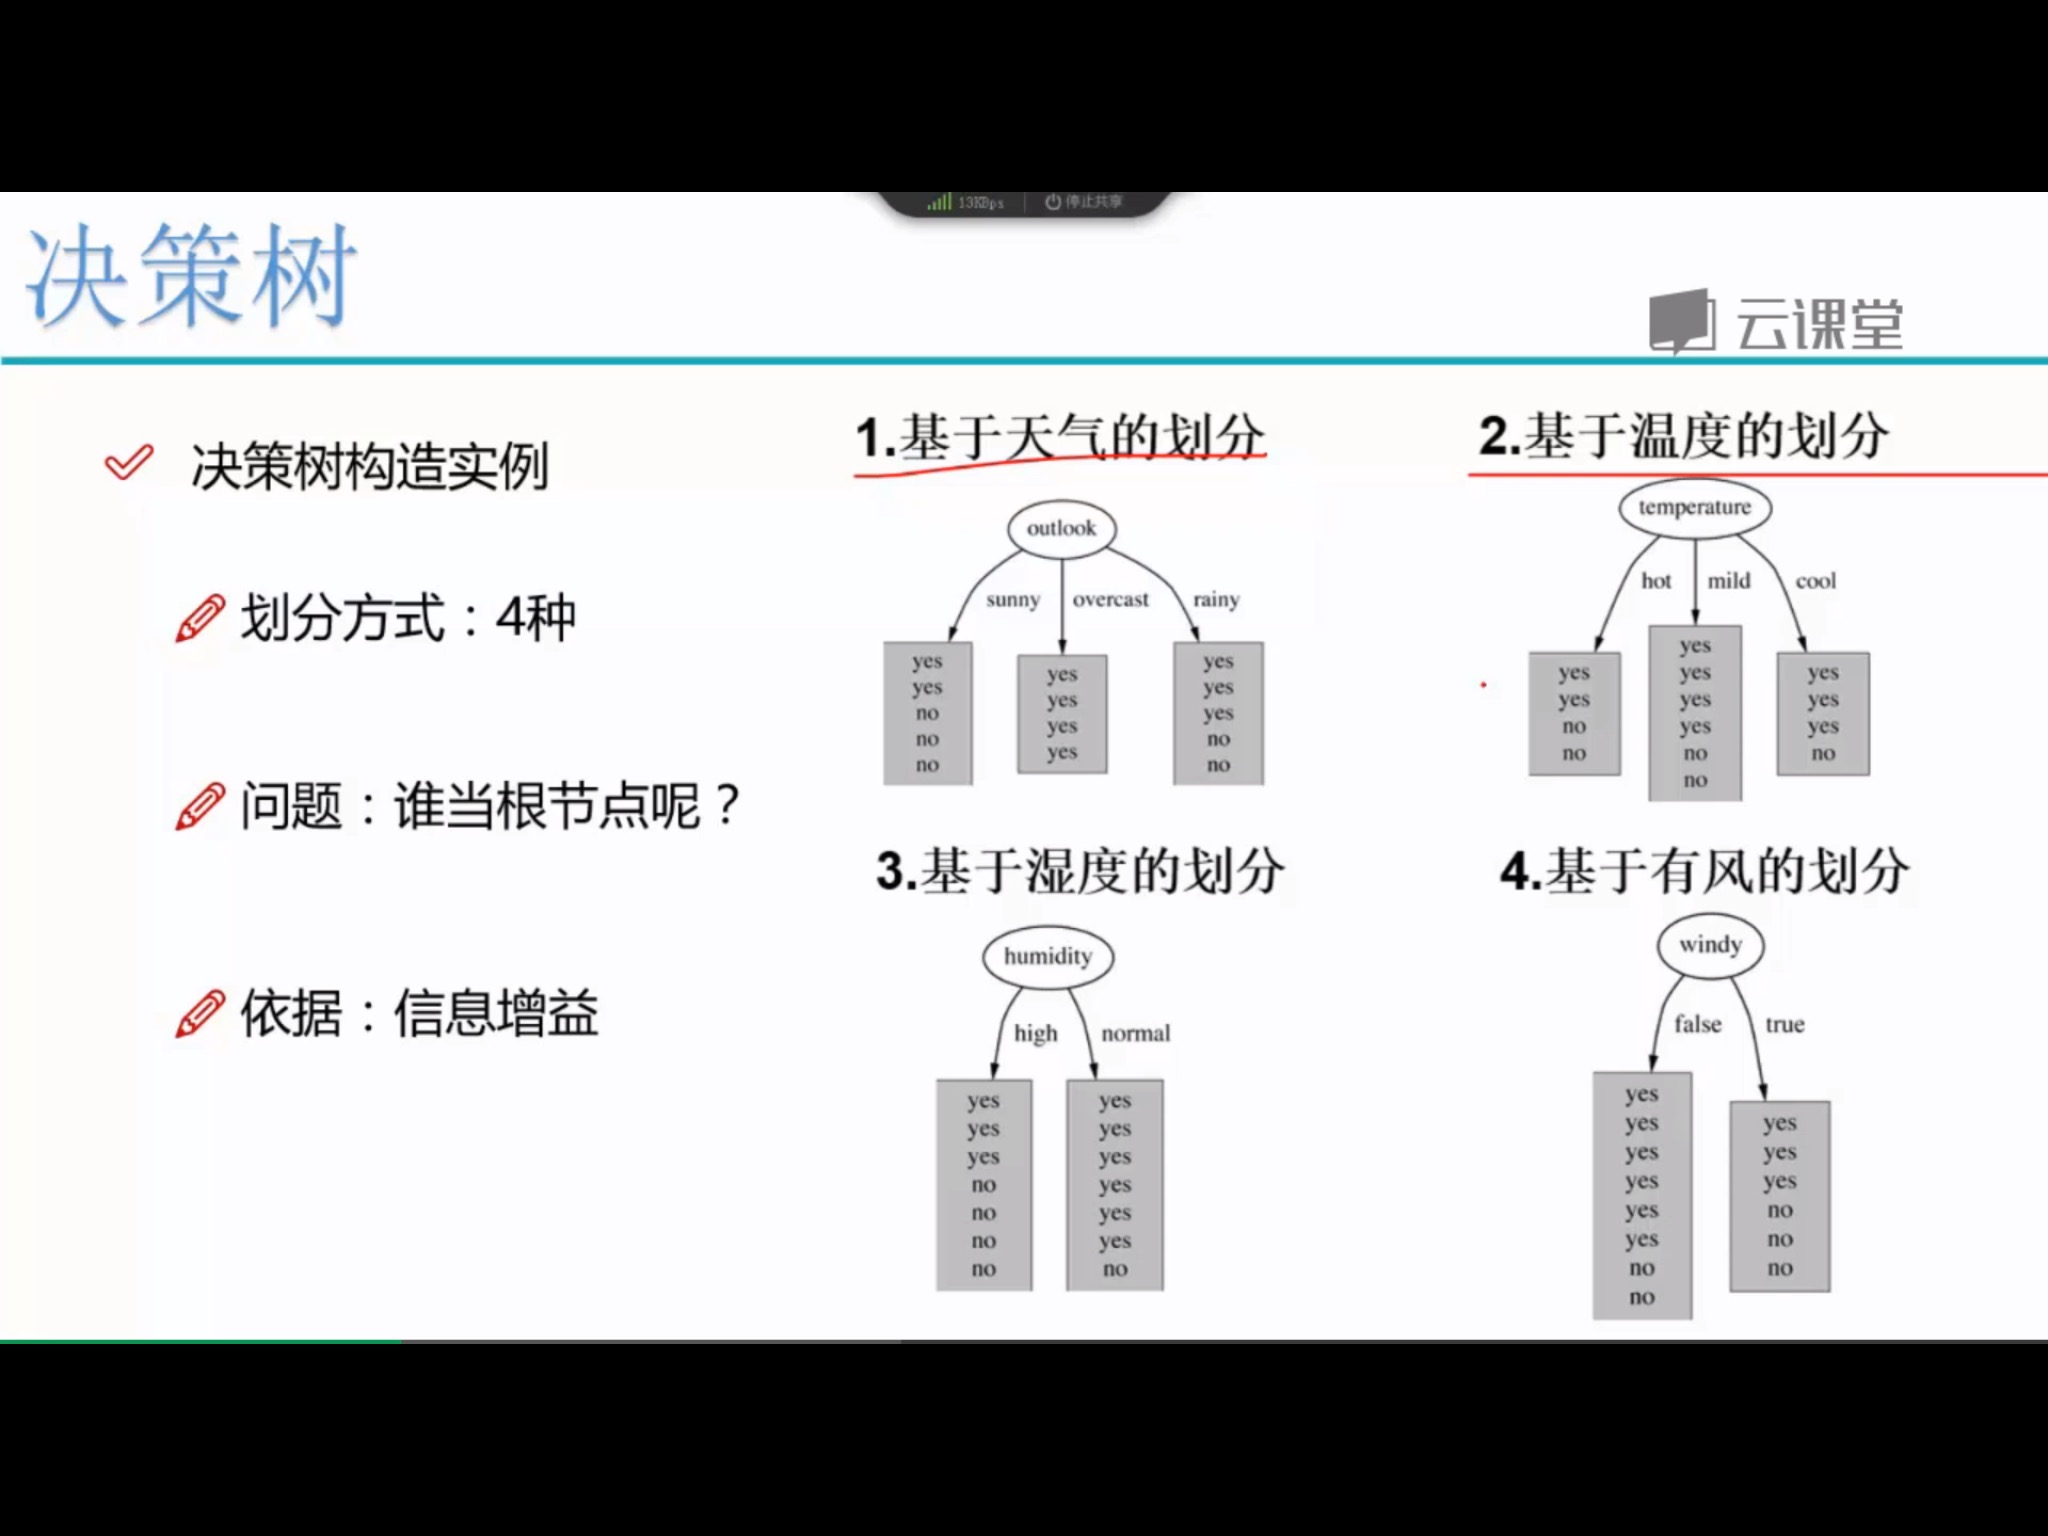 13KBps 停止共享
决策树
云课堂
决策树构造实例
划分方式：4种
问题：谁当根节点呢？
依据：信息增益
1.基于天气的划分
outlook
sunny overcast rainy
yes
yes
no
no
no
yes
yes
yes
yes
yes
yes
yes
no
no
2.基于温度的划分
temperature
hot mild cool
yes
yes
no
no
yes
yes
yes
yes
no
no
yes
yes
yes
no
3.基于湿度的划分
humidity
high normal
yes
yes
yes
no
no
no
no
yes
yes
yes
yes
yes
yes
no
4.基于有风的划分
windy
false true
yes
yes
yes
yes
yes
yes
no
no
yes
yes
yes
no
no
no